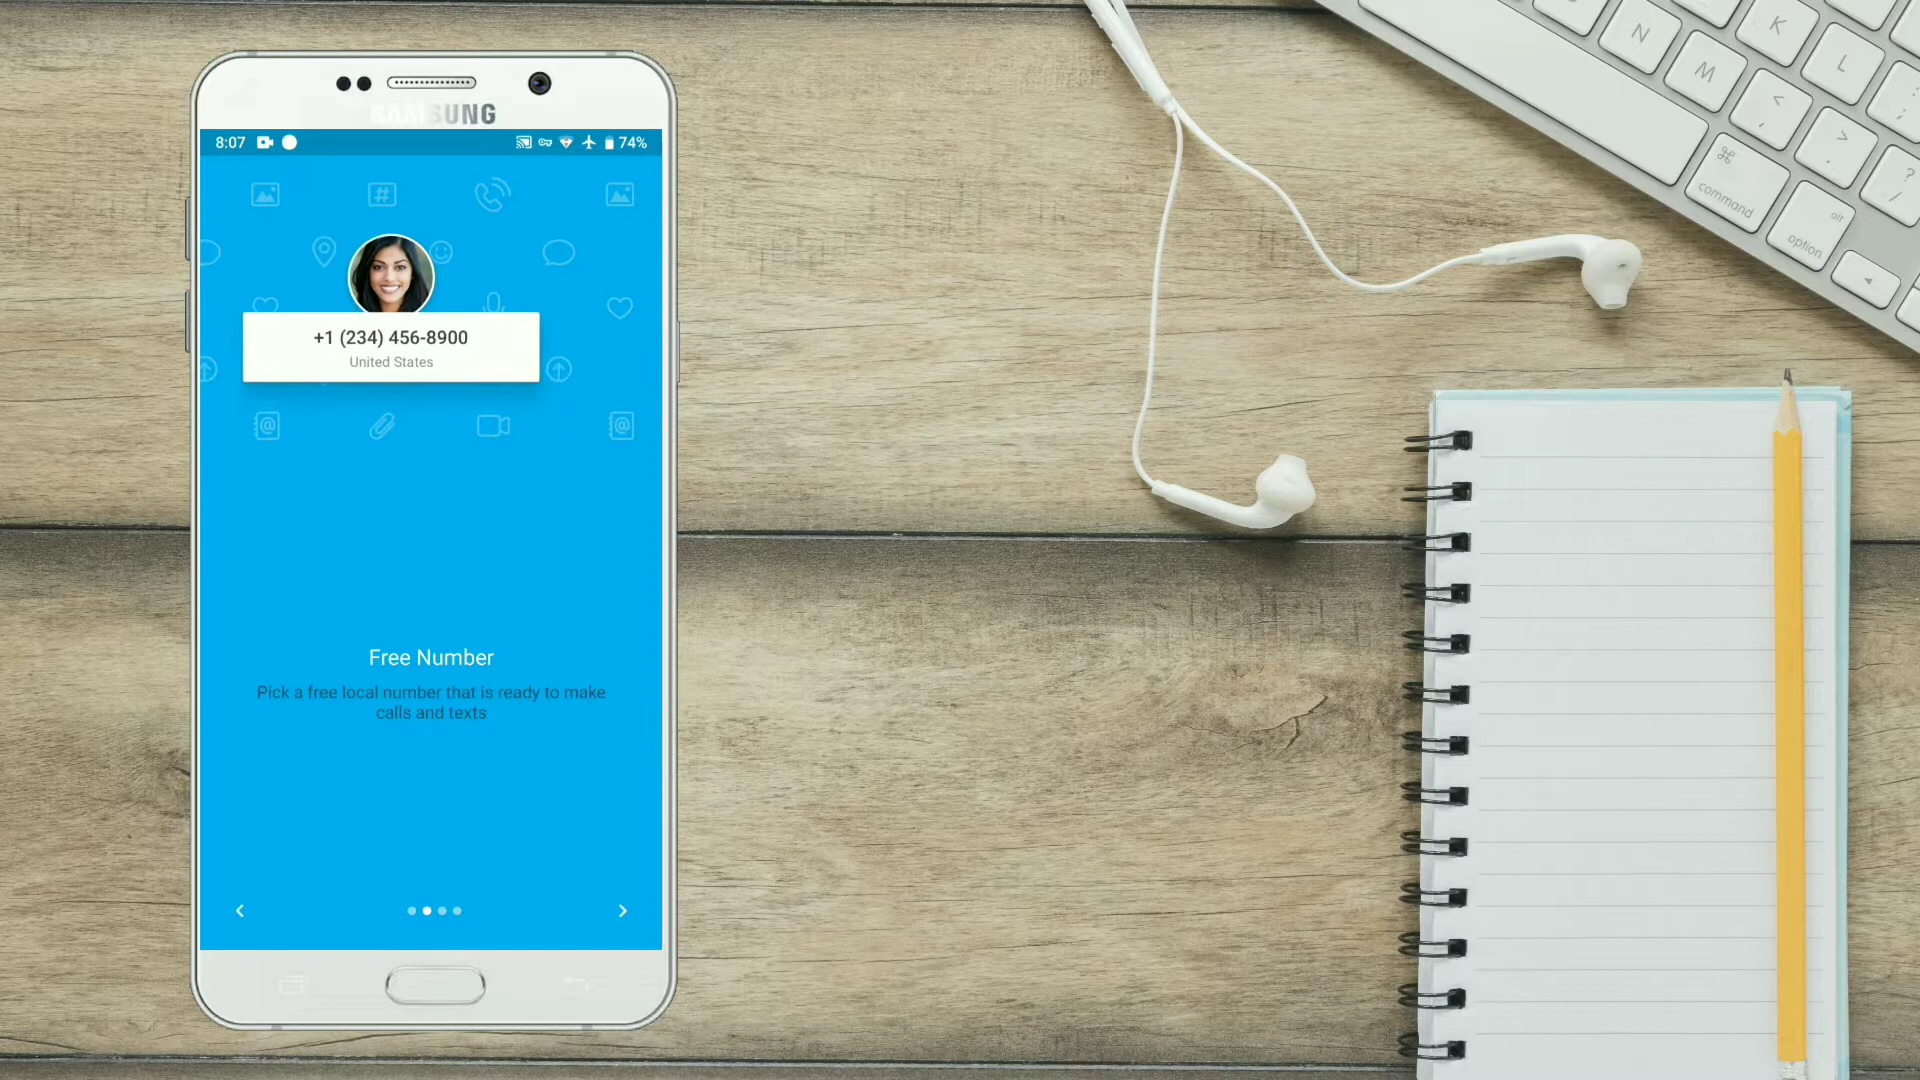 SAMSUNG
8:07
74%
+1 (234) 456-8900
United States
Free Number
Pick a free local number that is ready to make
calls and texts
N
M
K
L
<
,
>
.
:
;
?
/
⌘
command
alt
option
◄